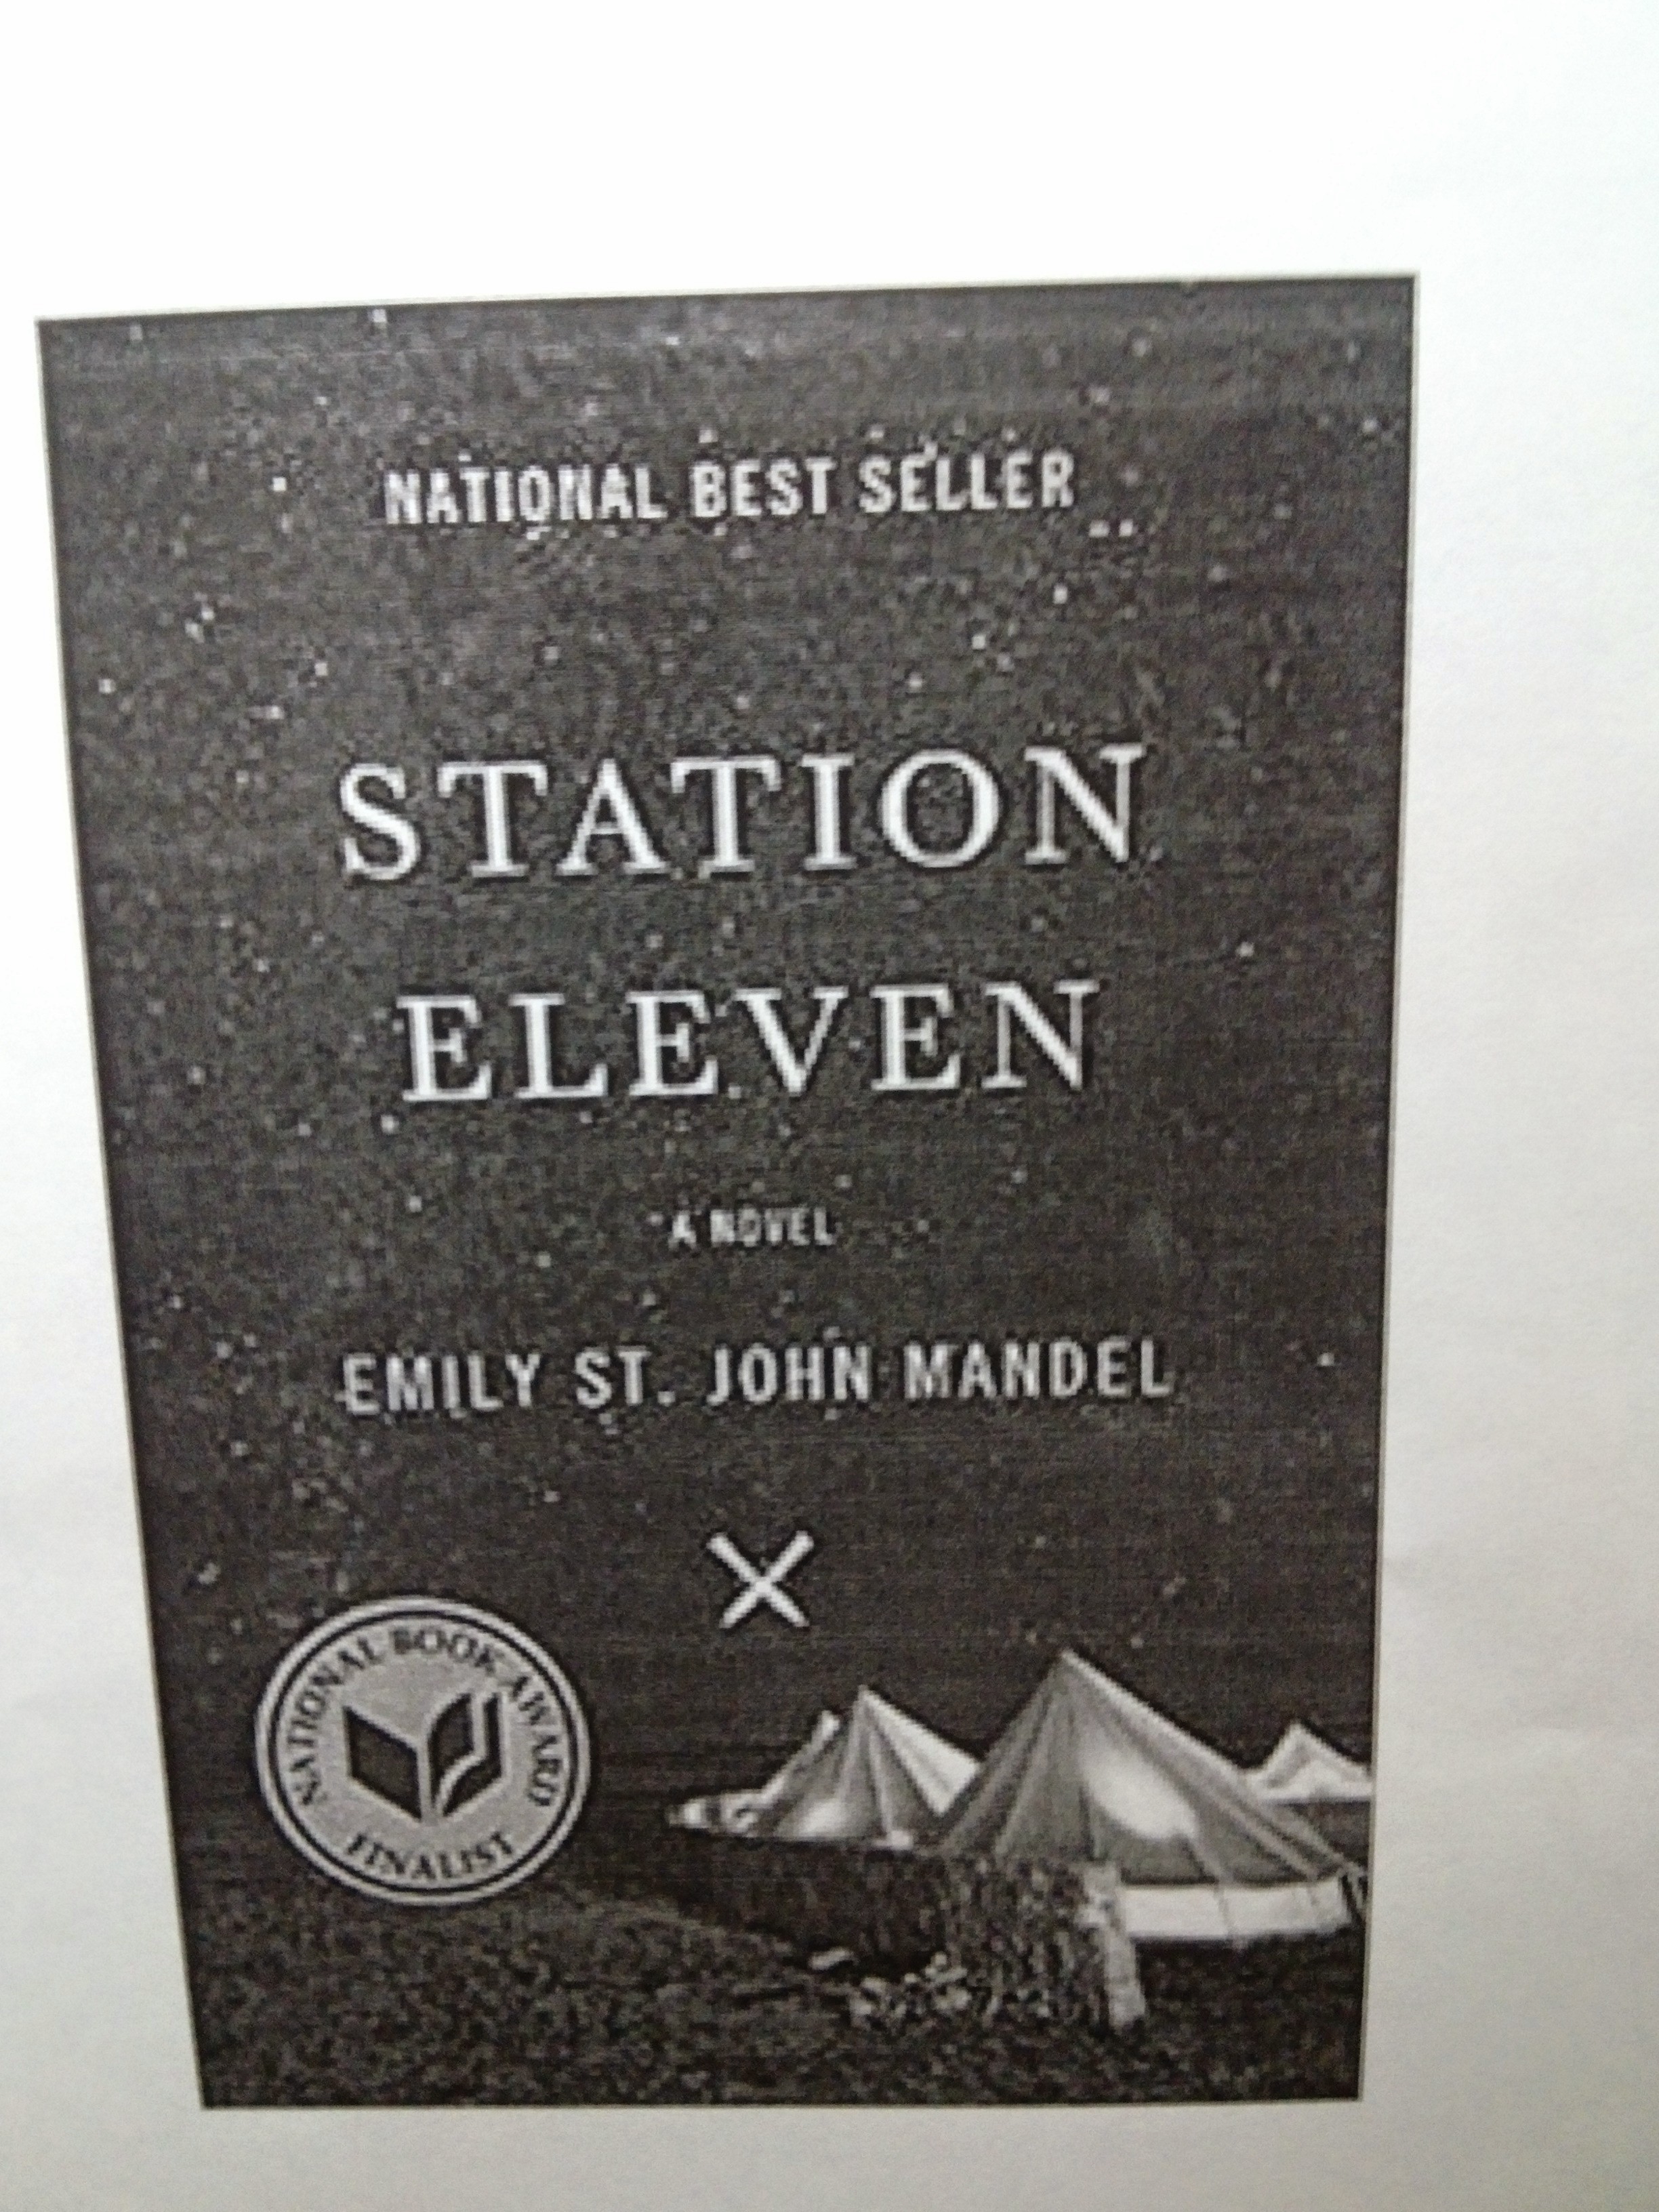 NATIONAL BEST SELLER
STATION
ELEVEN
A NOVEL
EMILY ST. JOHN MANDEL
NATIONAL BOOK AWARD
FINALIST